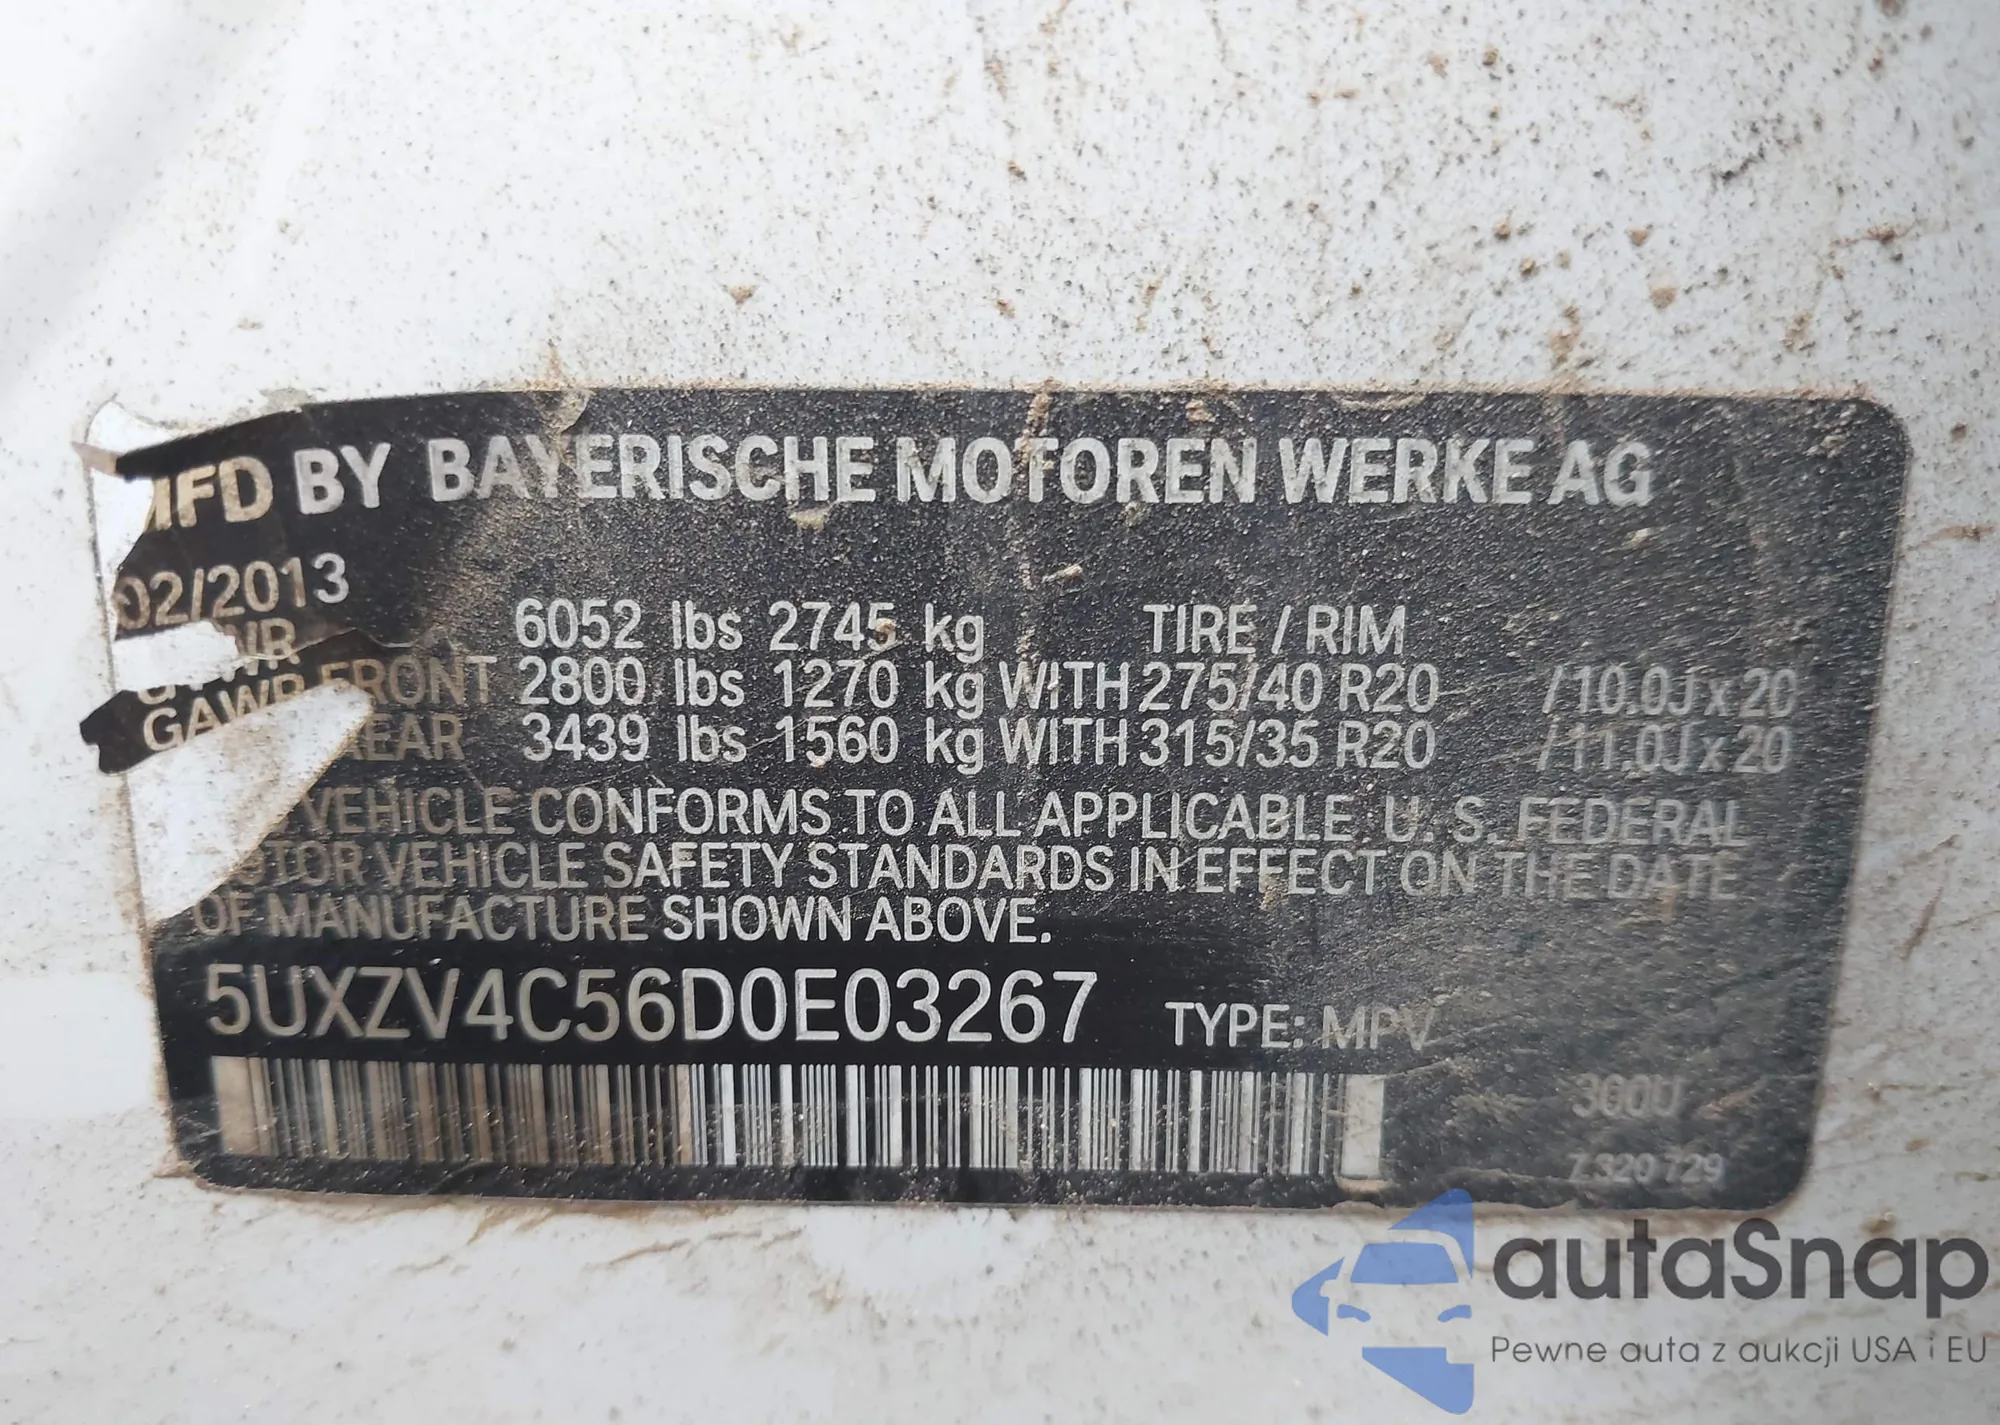 MFD BY BAYERISCHE MOTOREN WERKE AG
02/2013
6052 lbs 2745 kg TIRE / RIM
GAWR FRONT 2800 lbs 1270 kg WITH 275/40 R20 /10.0J x 20
REAR 3439 lbs 1560 kg WITH 315/35 R20 /11.0J x 20
VEHICLE CONFORMS TO ALL APPLICABLE U. S. FEDERAL
MOTOR VEHICLE SAFETY STANDARDS IN EFFECT ON THE DATE
OF MANUFACTURE SHOWN ABOVE.
5UXZV4C56D0E03267 TYPE: MPV
300U
7 320 729
autaSnap
Pewne auta z aukcji USA i EU